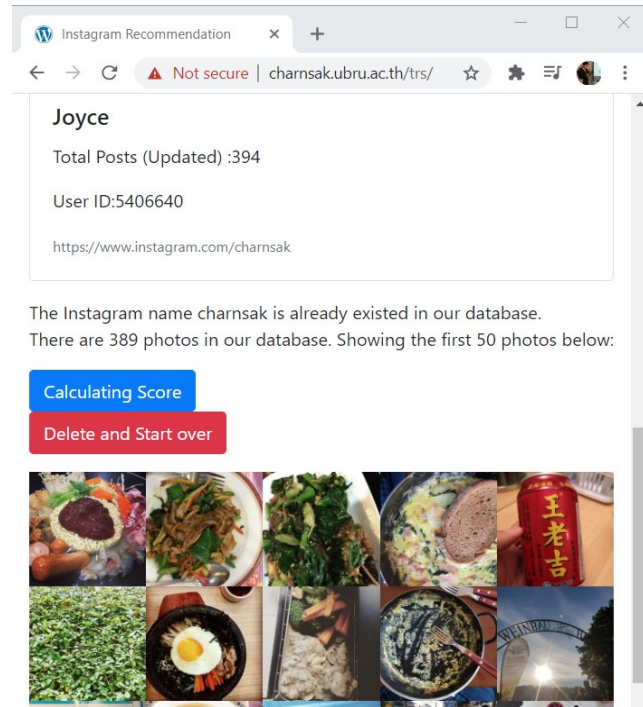 Instagram Recommendation
Not secure | charnsak.ubru.ac.th/trs/
Joyce
Total Posts (Updated) :394
User ID:5406640
https://www.instagram.com/charnsak
The Instagram name charnsak is already existed in our database.
There are 389 photos in our database. Showing the first 50 photos below:
Calculating Score
Delete and Start over
王老吉
WEINBAU